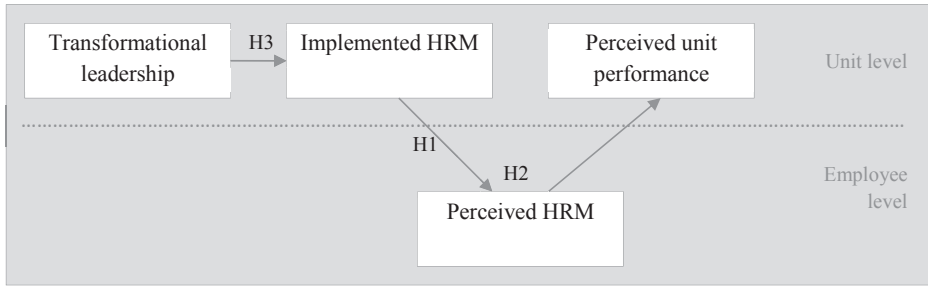 Transformational
leadership
H3
Implemented HRM
Perceived unit
performance
Unit level
H1
H2
Employee
level
Perceived HRM